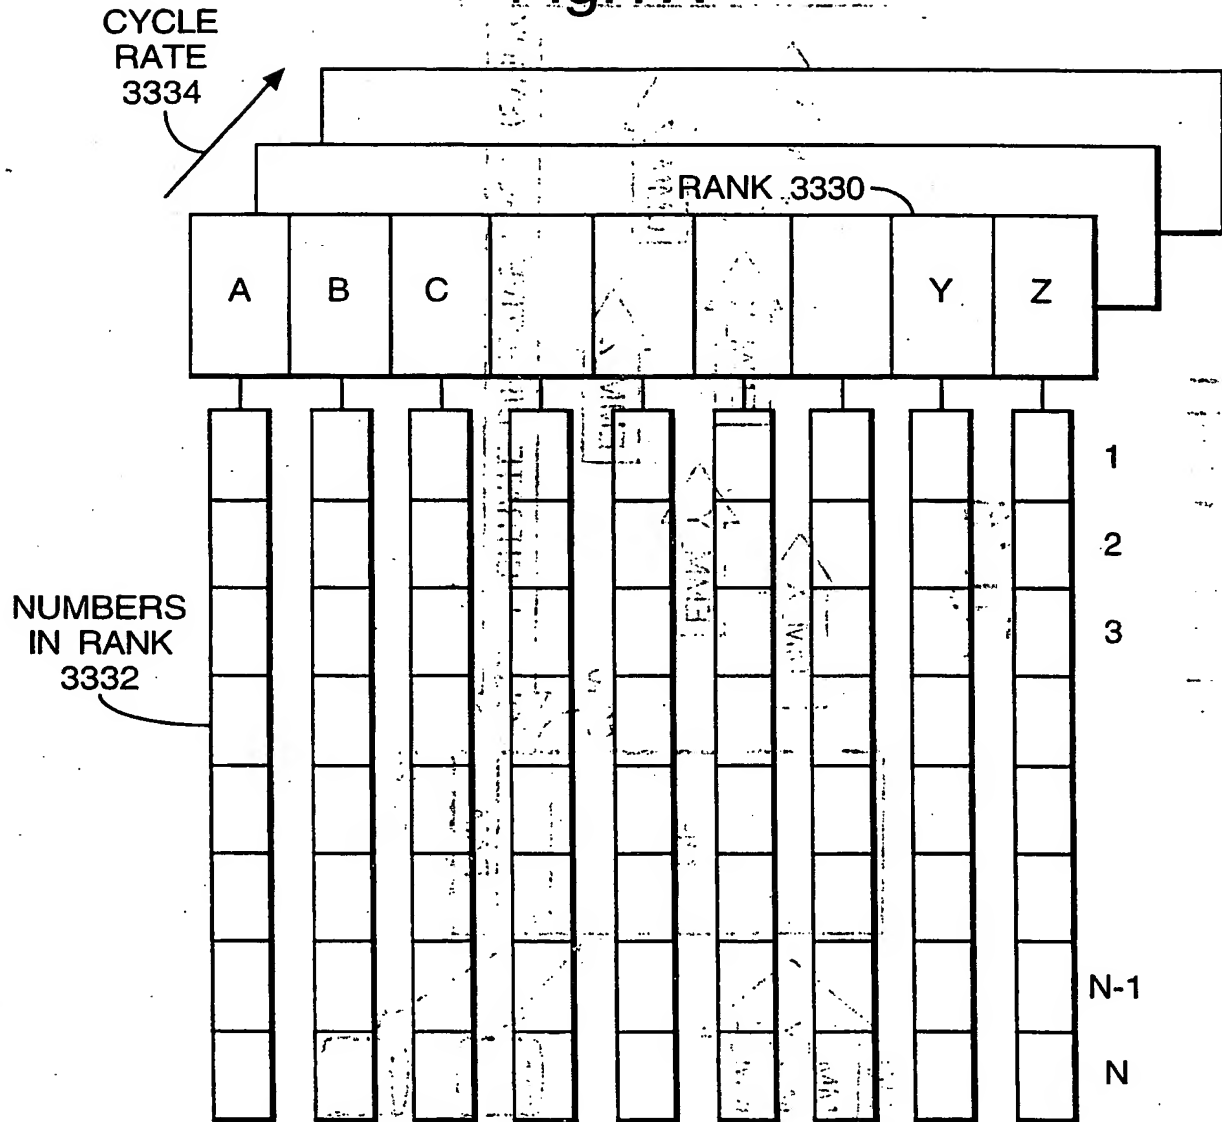 CYCLE
RATE
3334
RANK 3330
A B C Y Z
1
2
NUMBERS
IN RANK
3332
3
N-1
N